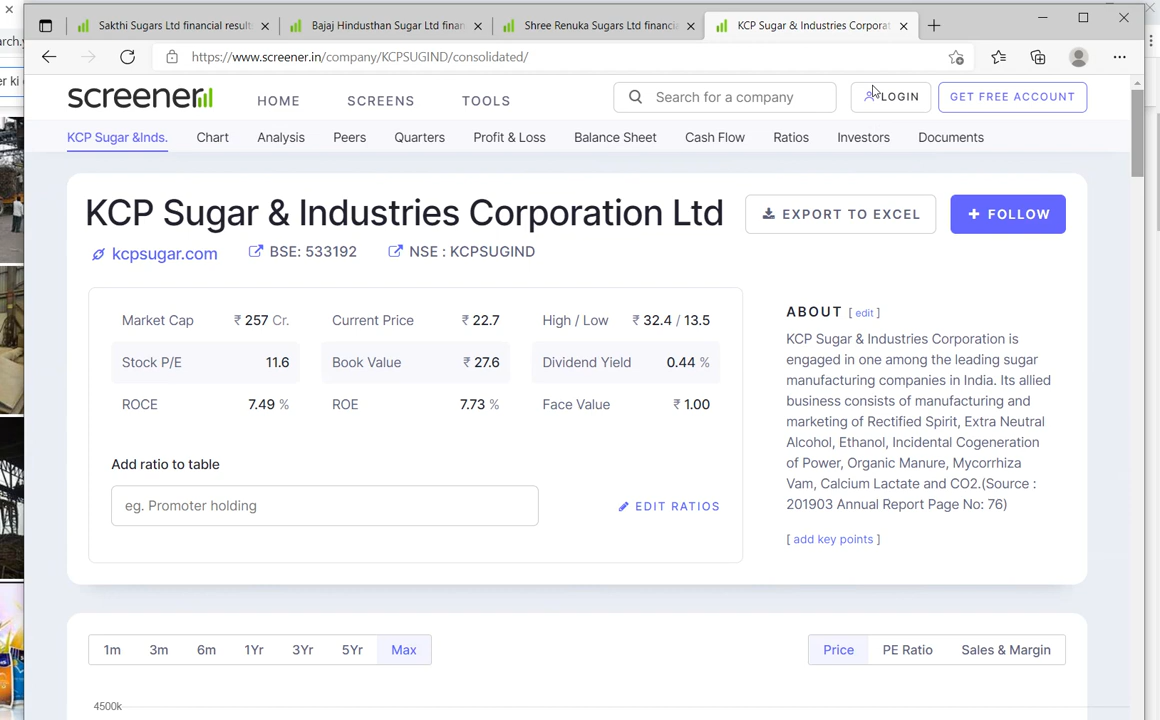 Sakthi Sugars Ltd financial result
Bajaj Hindusthan Sugar Ltd finan
Shree Renuka Sugars Ltd financi
KCP Sugar & Industries Corporat
https://www.screener.in/company/KCPSUGIND/consolidated/
screener
HOME
SCREENS
TOOLS
Search for a company
LOGIN
GET FREE ACCOUNT
KCP Sugar &Inds.
Chart
Analysis
Peers
Quarters
Profit & Loss
Balance Sheet
Cash Flow
Ratios
Investors
Documents
KCP Sugar & Industries Corporation Ltd
EXPORT TO EXCEL
+ FOLLOW
kcpsugar.com
BSE: 533192
NSE : KCPSUGIND
Market Cap ₹ 257 Cr.
Current Price ₹ 22.7
High / Low ₹ 32.4 / 13.5
Stock P/E 11.6
Book Value ₹ 27.6
Dividend Yield 0.44 %
ROCE 7.49 %
ROE 7.73 %
Face Value ₹ 1.00
Add ratio to table
eg. Promoter holding
EDIT RATIOS
ABOUT [ edit ]
KCP Sugar & Industries Corporation is
engaged in one among the leading sugar
manufacturing companies in India. Its allied
business consists of manufacturing and
marketing of Rectified Spirit, Extra Neutral
Alcohol, Ethanol, Incidental Cogeneration
of Power, Organic Manure, Mycorrhiza
Vam, Calcium Lactate and CO2.(Source :
201903 Annual Report Page No: 76)
[ add key points ]
1m
3m
6m
1Yr
3Yr
5Yr
Max
Price
PE Ratio
Sales & Margin
4500k
arch.y
er ki